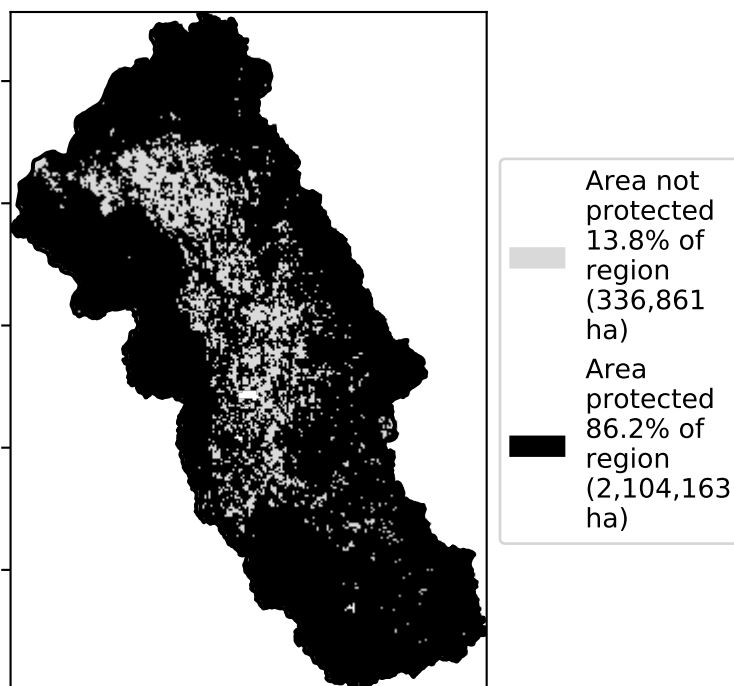 Area not
protected
13.8% of
region
(336,861
ha)
Area
protected
86.2% of
region
(2,104,163
ha)